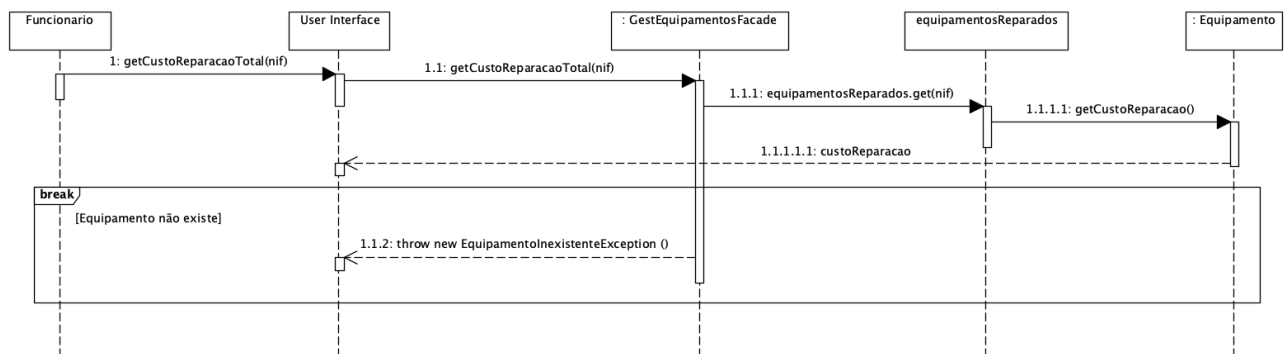 Funcionario
User Interface
: GestEquipamentosFacade
equipamentosReparados
: Equipamento
1: getCustoReparacaoTotal(nif)
1.1: getCustoReparacaoTotal(nif)
1.1.1: equipamentosReparados.get(nif)
1.1.1.1: getCustoReparacao()
1.1.1.1.1: custoReparacao
break
[Equipamento não existe]
1.1.2: throw new EquipamentoInexistenteException ()